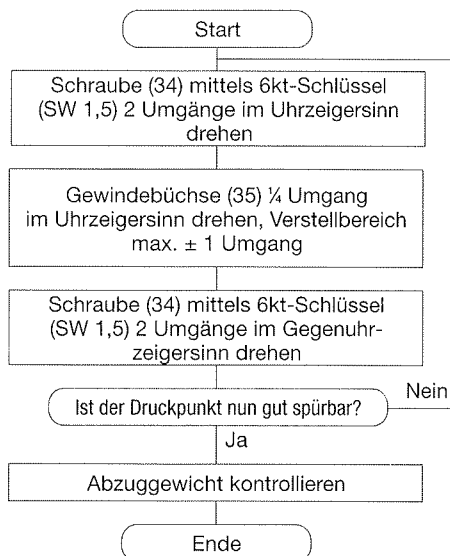 Start
Schraube (34) mittels 6kt-Schlüssel
(SW 1,5) 2 Umgänge im Uhrzeigersinn
drehen
Gewindebüchse (35) ¼ Umgang
im Uhrzeigersinn drehen, Verstellbereich
max. ± 1 Umgang
Schraube (34) mittels 6kt-Schlüssel
(SW 1,5) 2 Umgänge im Gegenuhr-
zeigersinn drehen
Ist der Druckpunkt nun gut spürbar?
Nein
Ja
Abzuggewicht kontrollieren
Ende